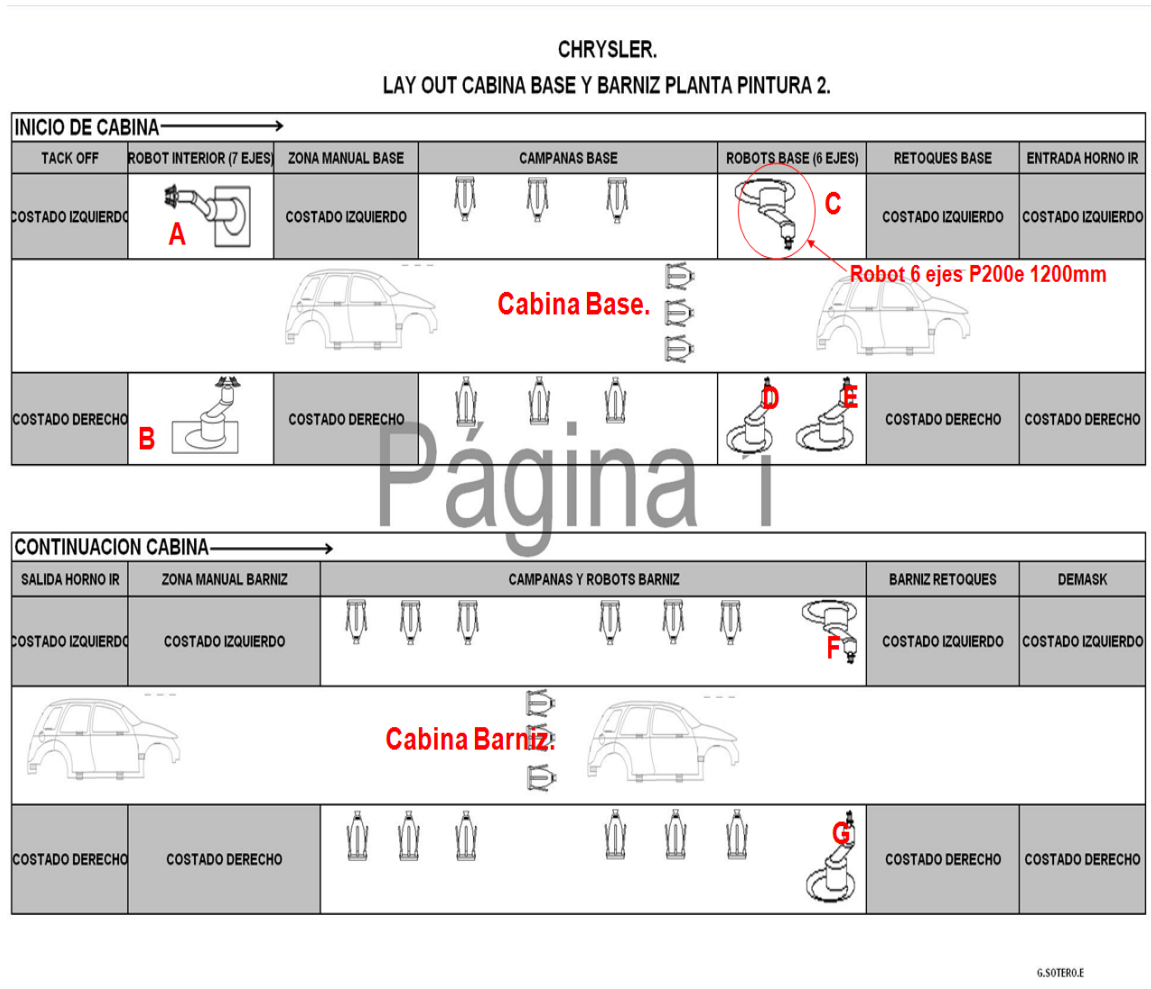 CHRYSLER.
LAY OUT CABINA BASE Y BARNIZ PLANTA PINTURA 2.
INICIO DE CABINA
TACK OFF
ROBOT INTERIOR (7 EJES)
ZONA MANUAL BASE
CAMPANAS BASE
ROBOTS BASE (6 EJES)
RETOQUES BASE
ENTRADA HORNO IR
COSTADO IZQUIERDO
A
COSTADO IZQUIERDO
C
COSTADO IZQUIERDO
COSTADO IZQUIERDO
Robot 6 ejes P200e 1200mm
Cabina Base.
COSTADO DERECHO
B
COSTADO DERECHO
D
E
COSTADO DERECHO
COSTADO DERECHO
Página 1
CONTINUACION CABINA
SALIDA HORNO IR
ZONA MANUAL BARNIZ
CAMPANAS Y ROBOTS BARNIZ
BARNIZ RETOQUES
DEMASK
COSTADO IZQUIERDO
COSTADO IZQUIERDO
F
COSTADO IZQUIERDO
COSTADO IZQUIERDO
Cabina Barniz.
COSTADO DERECHO
COSTADO DERECHO
G
COSTADO DERECHO
COSTADO DERECHO
G.SOTERO.E